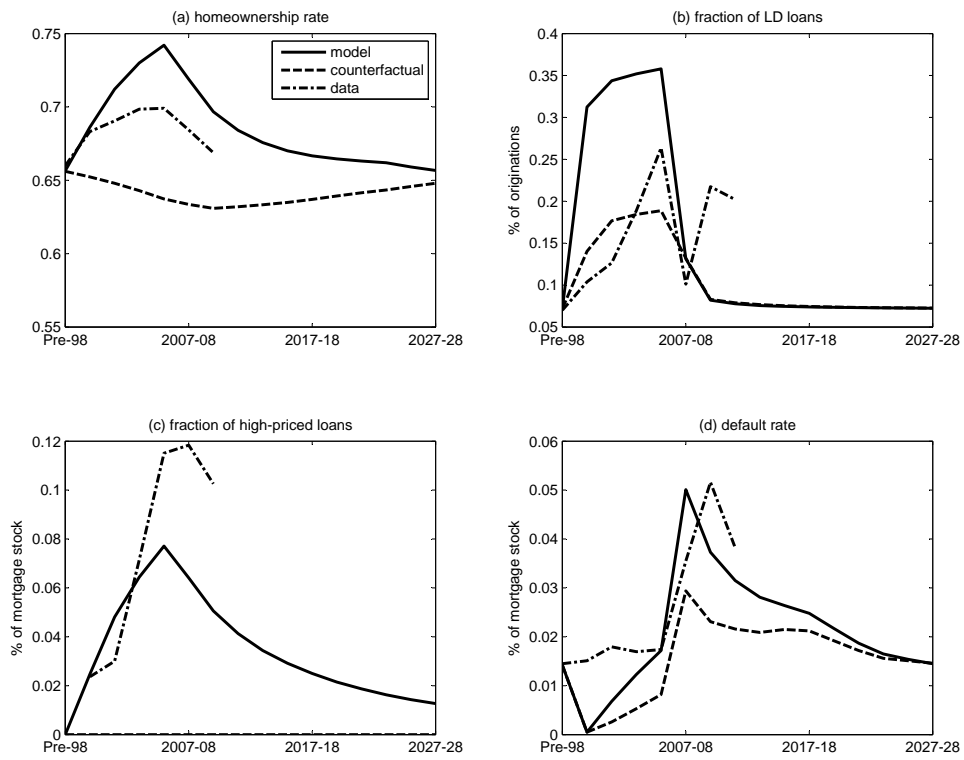 (a) homeownership rate
0.75
0.7
0.65
0.6
0.55
Pre-98 2007-08 2017-18 2027-28
model
counterfactual
data
(b) fraction of LD loans
% of originations
0.4
0.35
0.3
0.25
0.2
0.15
0.1
0.05
Pre-98 2007-08 2017-18 2027-28
(c) fraction of high-priced loans
% of mortgage stock
0.12
0.1
0.08
0.06
0.04
0.02
0
Pre-98 2007-08 2017-18 2027-28
(d) default rate
% of mortgage stock
0.06
0.05
0.04
0.03
0.02
0.01
0
Pre-98 2007-08 2017-18 2027-28